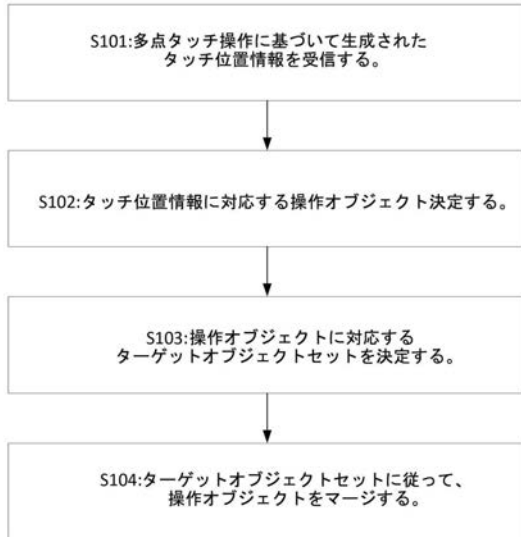 S101:多点タッチ操作に基づいて生成された
タッチ位置情報を受信する。
S102:タッチ位置情報に対応する操作オブジェクト決定する。
S103:操作オブジェクトに対応する
ターゲットオブジェクトセットを決定する。
S104:ターゲットオブジェクトセットに従って、
操作オブジェクトをマージする。